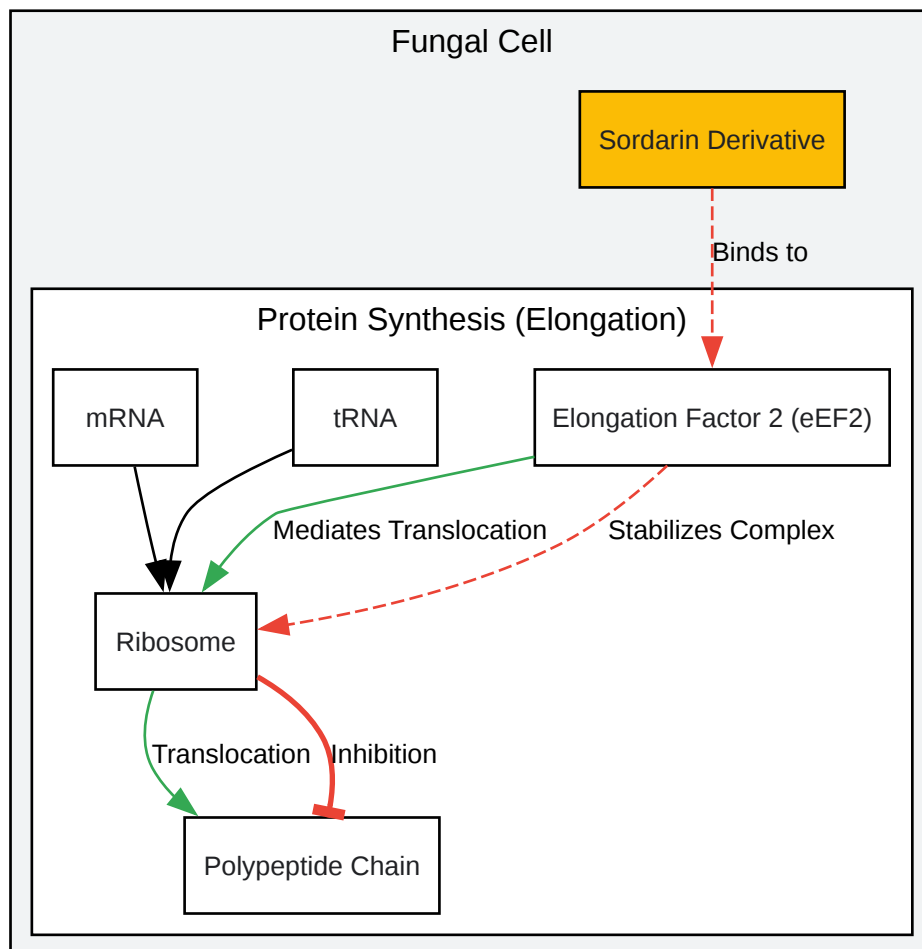 Fungal Cell
Sordarin Derivative
Binds to
Protein Synthesis (Elongation)
mRNA
tRNA
Elongation Factor 2 (eEF2)
Mediates Translocation
Stabilizes Complex
Ribosome
Translocation
Inhibition
Polypeptide Chain